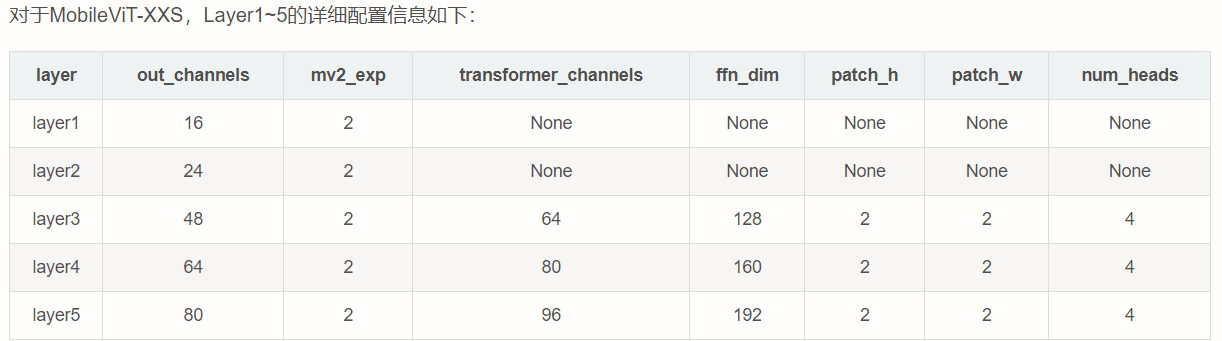 对于MobileViT-XXS，Layer1~5的详细配置信息如下：
layer out_channels mv2_exp transformer_channels ffn_dim patch_h patch_w num_heads
layer1 16 2 None None None None None
layer2 24 2 None None None None None
layer3 48 2 64 128 2 2 4
layer4 64 2 80 160 2 2 4
layer5 80 2 96 192 2 2 4